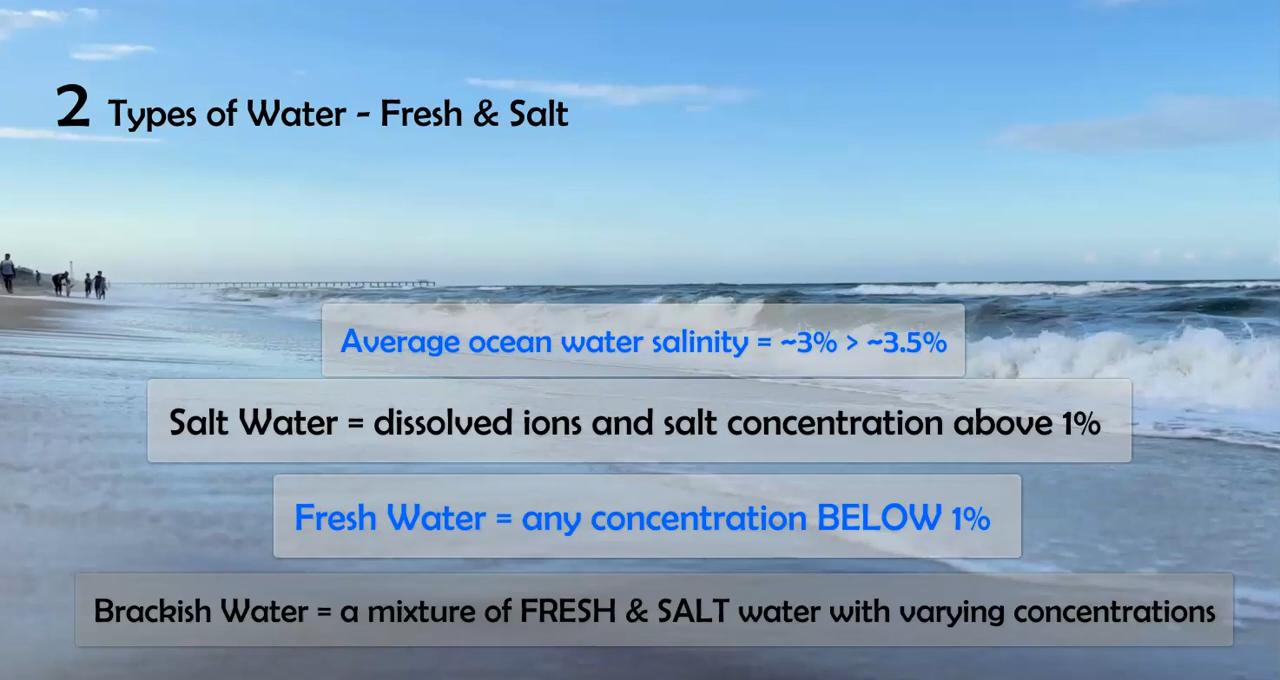 2 Types of Water - Fresh & Salt
Average ocean water salinity = ~3% > ~3.5%
Salt Water = dissolved ions and salt concentration above 1%
Fresh Water = any concentration BELOW 1%
Brackish Water = a mixture of FRESH & SALT water with varying concentrations